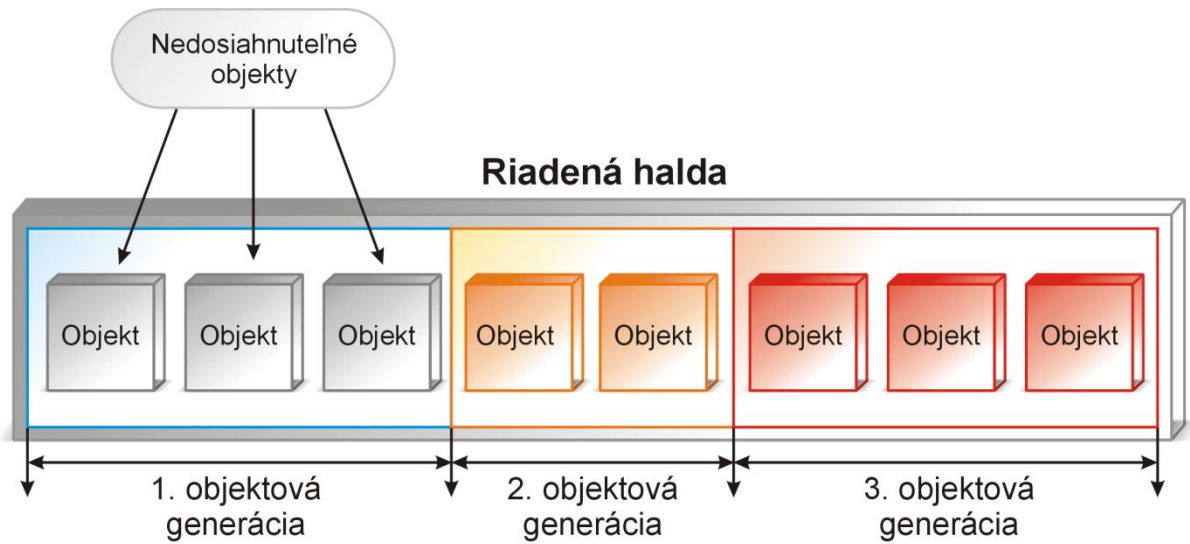 Nedosiahnuteľné
objekty
Riadená halda
Objekt
Objekt
Objekt
Objekt
Objekt
Objekt
Objekt
Objekt
1. objektová
generácia
2. objektová
generácia
3. objektová
generácia